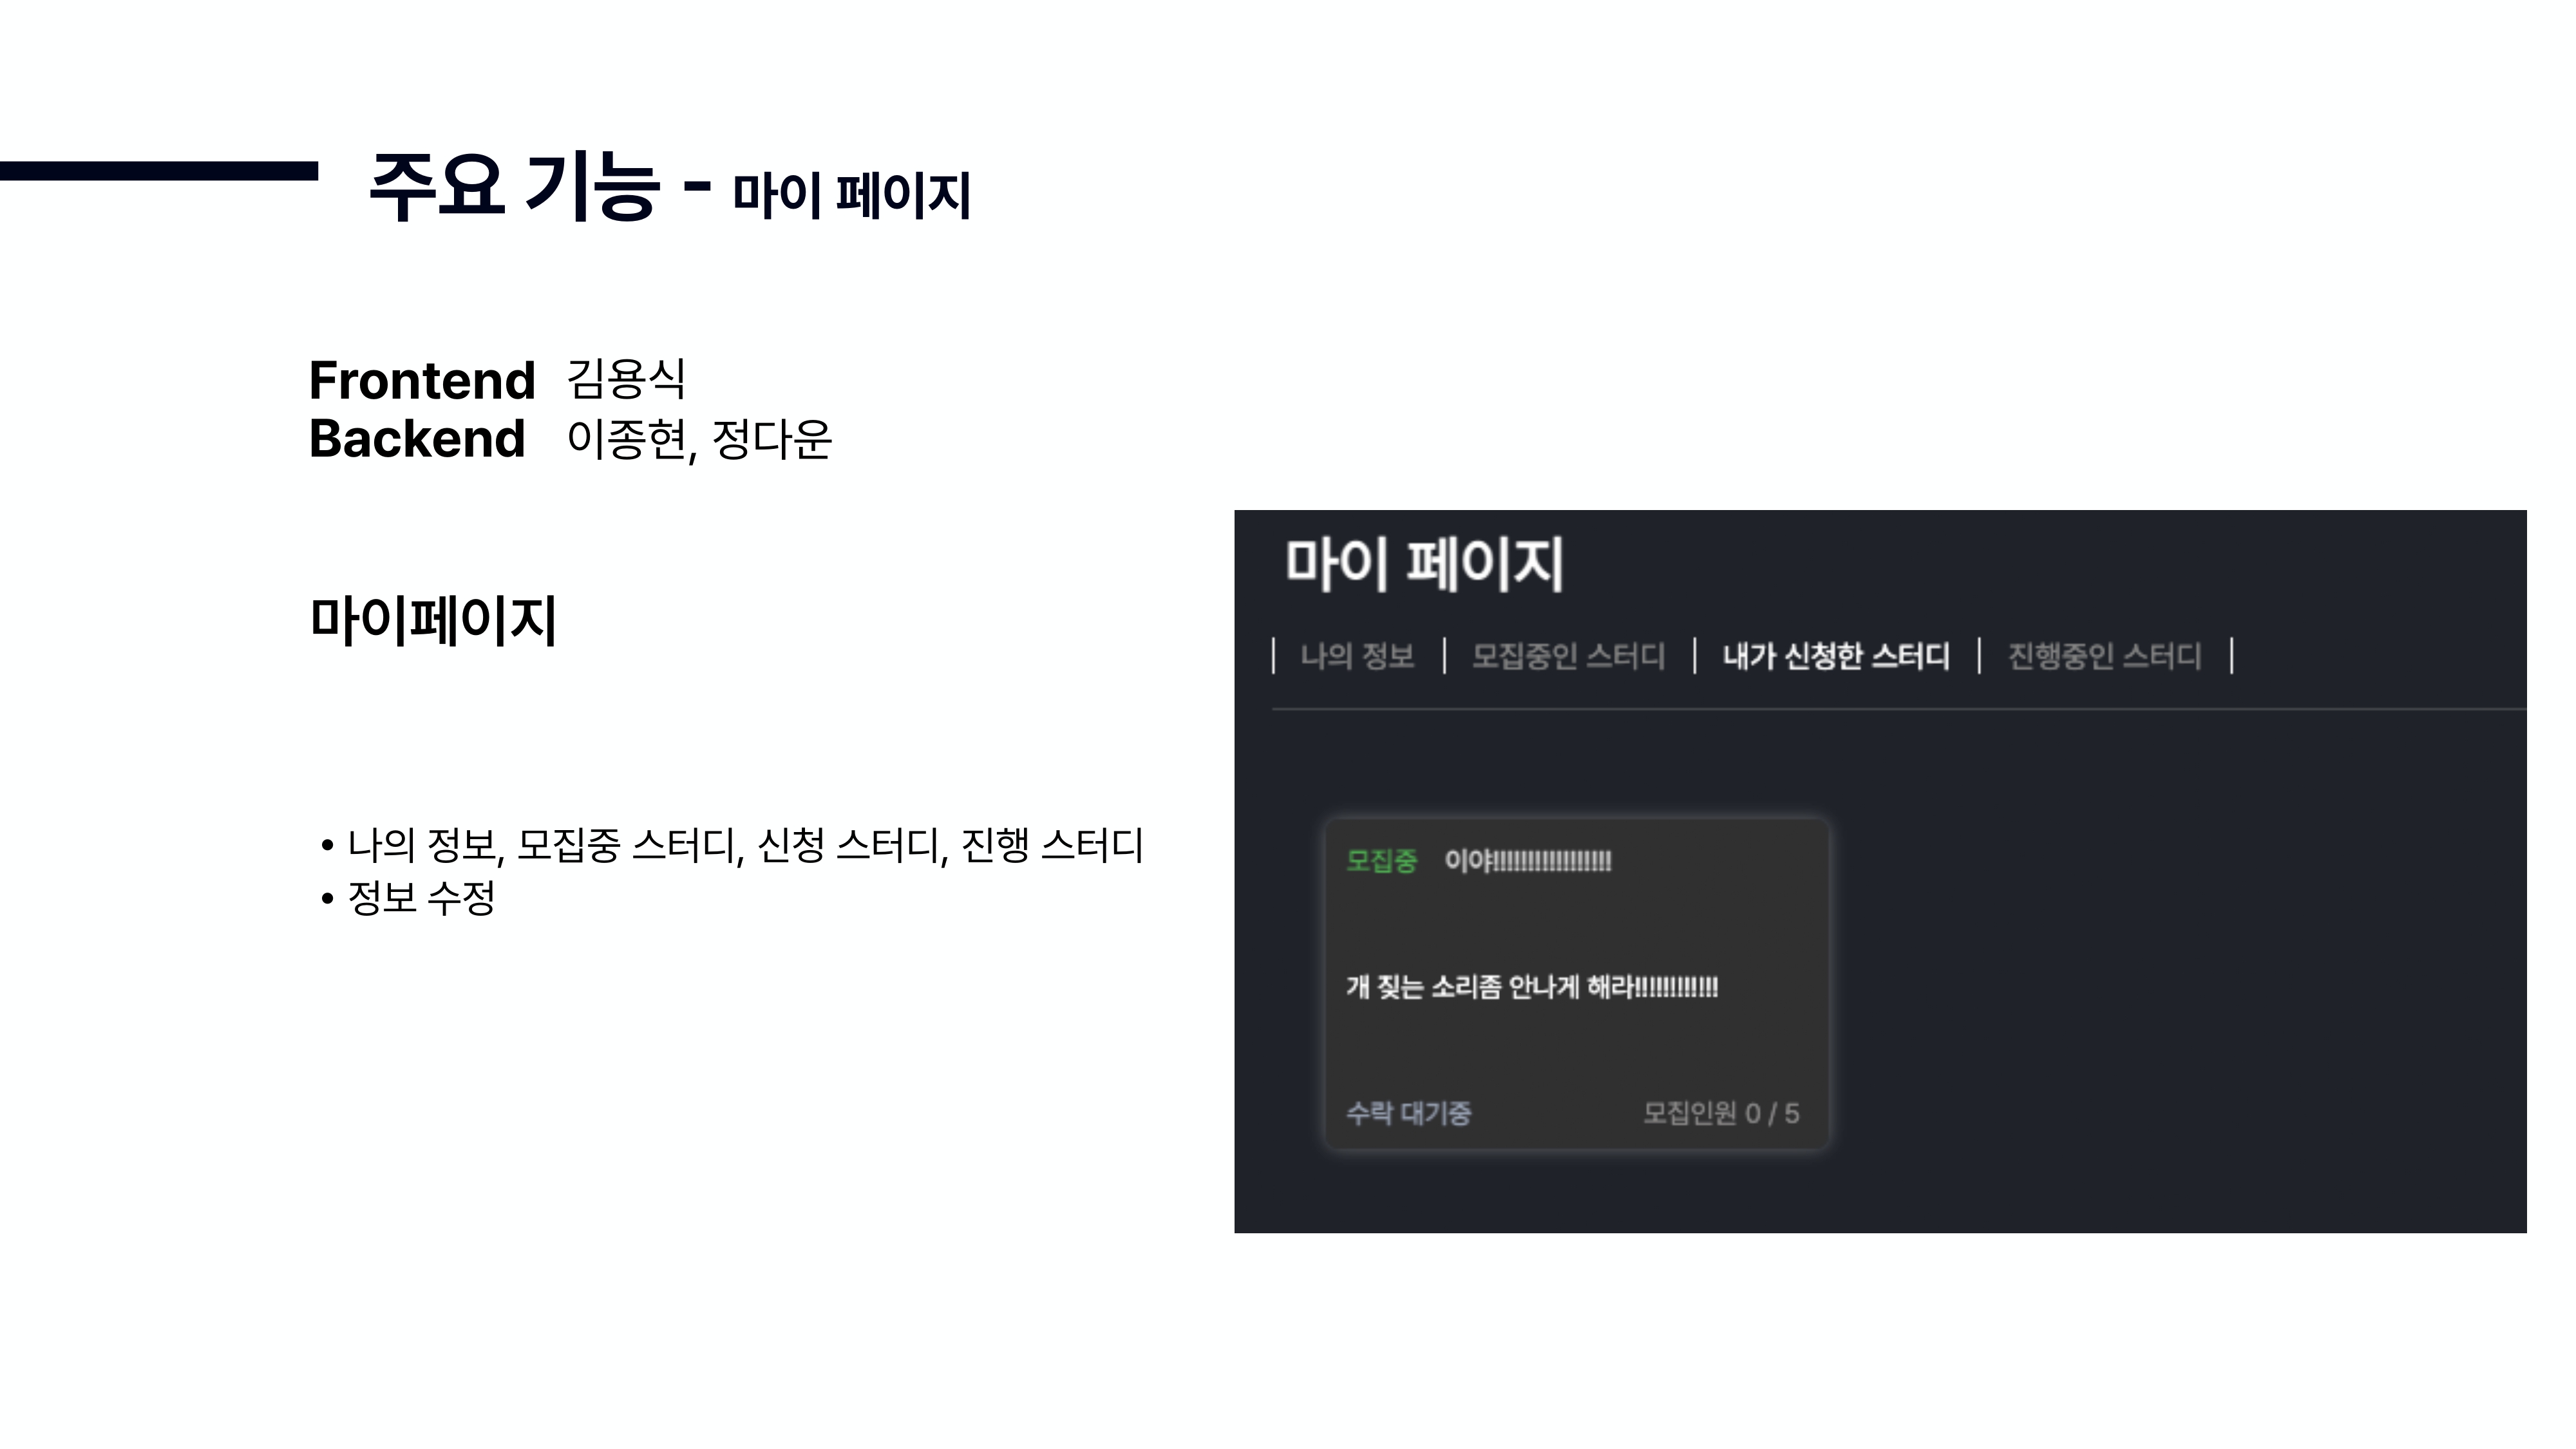 주요 기능 - 마이 페이지
Frontend 김용식
Backend 이종현, 정다운
마이페이지
• 나의 정보, 모집중 스터디, 신청 스터디, 진행 스터디
• 정보 수정
마이 페이지
| 나의 정보 | 모집중인 스터디 | 내가 신청한 스터디 | 진행중인 스터디 |
모집중 이야!!!!!!!!!!!!!!!!!
개 짖는 소리좀 안나게 해라!!!!!!!!!!!!
수락 대기중 모집인원 0 / 5